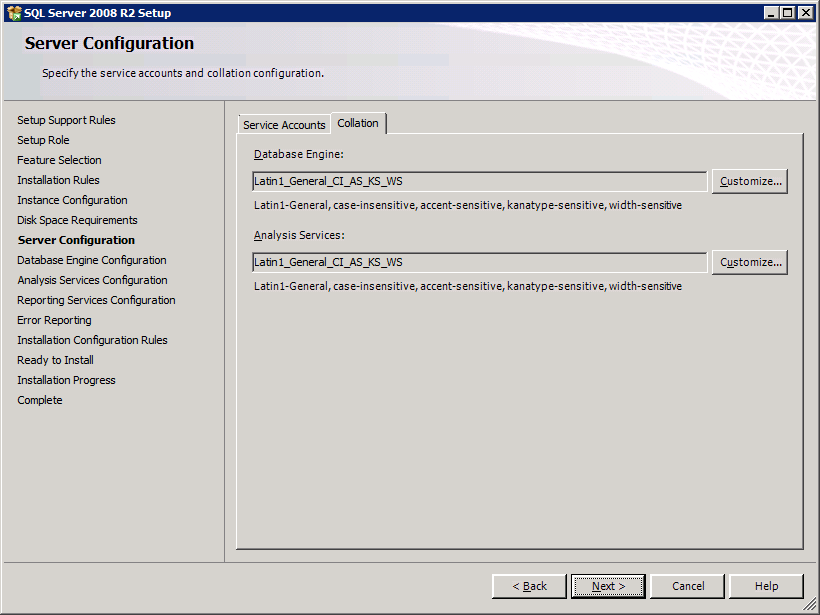 SQL Server 2008 R2 Setup
Server Configuration
Specify the service accounts and collation configuration.
Setup Support Rules
Setup Role
Feature Selection
Installation Rules
Instance Configuration
Disk Space Requirements
Server Configuration
Database Engine Configuration
Analysis Services Configuration
Reporting Services Configuration
Error Reporting
Installation Configuration Rules
Ready to Install
Installation Progress
Complete
Service Accounts Collation
Database Engine:
Latin1_General_CI_AS_KS_WS Customize...
Latin1-General, case-insensitive, accent-sensitive, kanatype-sensitive, width-sensitive
Analysis Services:
Latin1_General_CI_AS_KS_WS Customize...
Latin1-General, case-insensitive, accent-sensitive, kanatype-sensitive, width-sensitive
< Back Next > Cancel Help